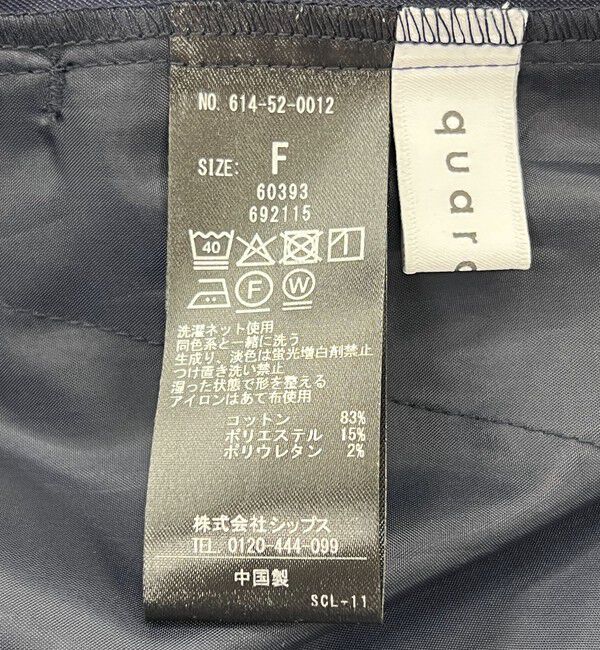 NO. 614-52-0012
SIZE: F
60393
692115
40
F
W
洗濯ネット使用
同色系と一緒に洗う
生成り、淡色は蛍光増白剤禁止
つけ置き洗い禁止
湿った状態で形を整える
アイロンはあて布使用
コットン 83%
ポリエステル 15%
ポリウレタン 2%
株式会社シップス
TEL. 0120-444-099
中国製
SCL-11
quar